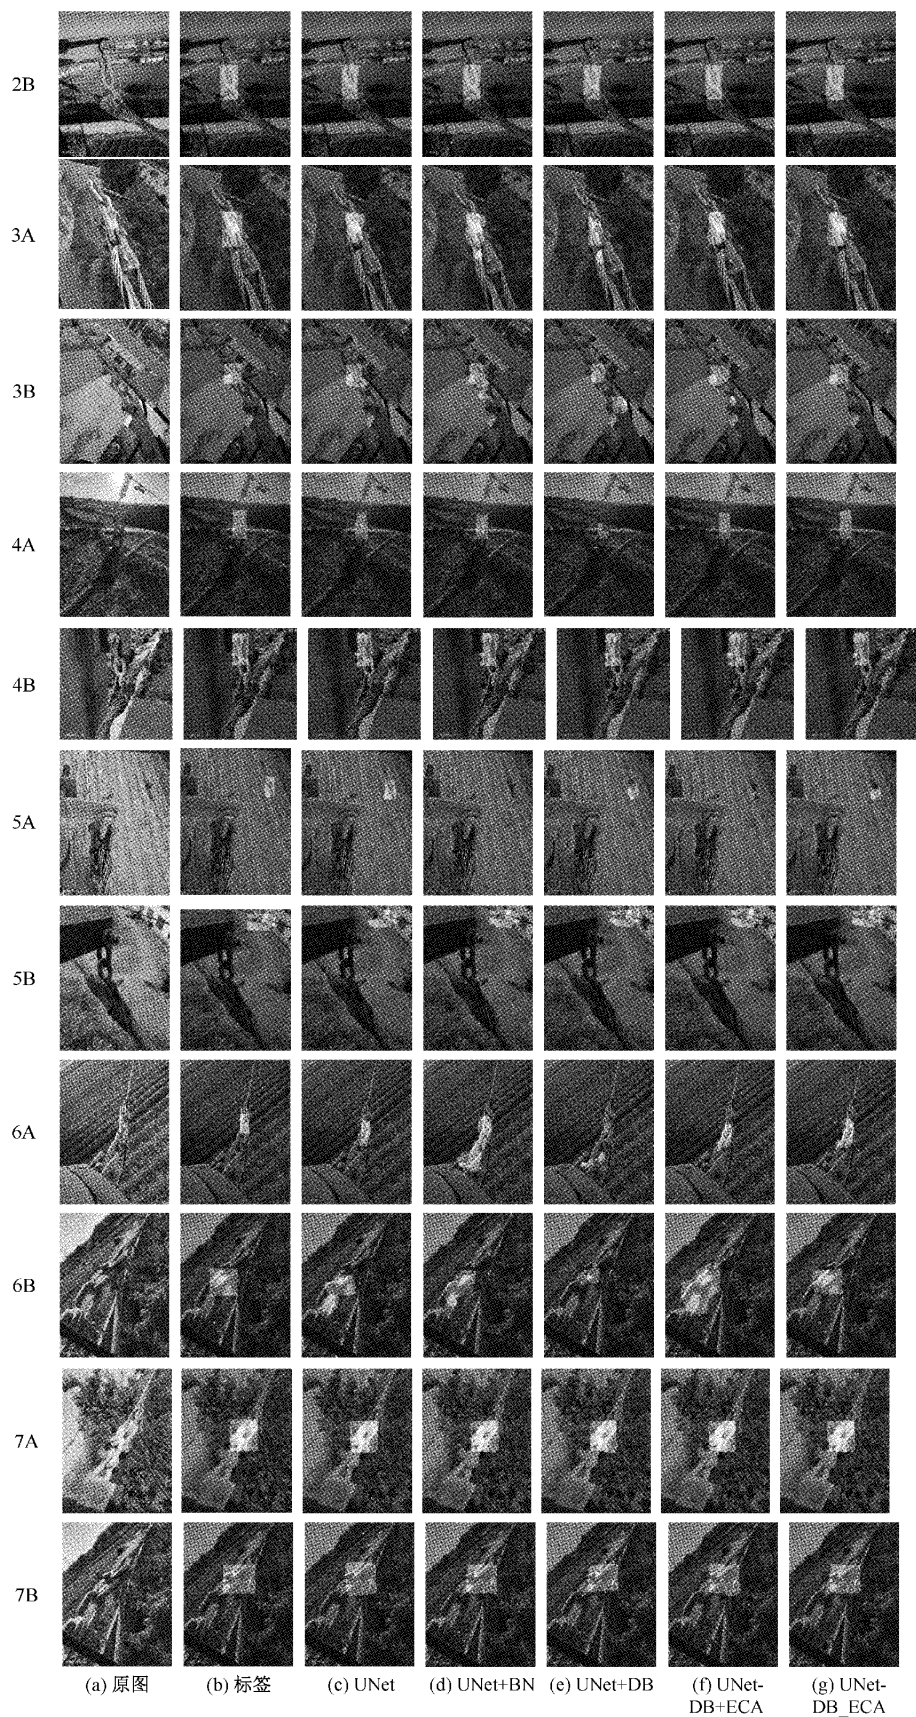 2B
3A
3B
4A
4B
5A
5B
6A
6B
7A
7B
(a) 原图
(b) 标签
(c) UNet
(d) UNet+BN
(e) UNet+DB
(f) UNet-
DB+ECA
(g) UNet-
DB_ECA